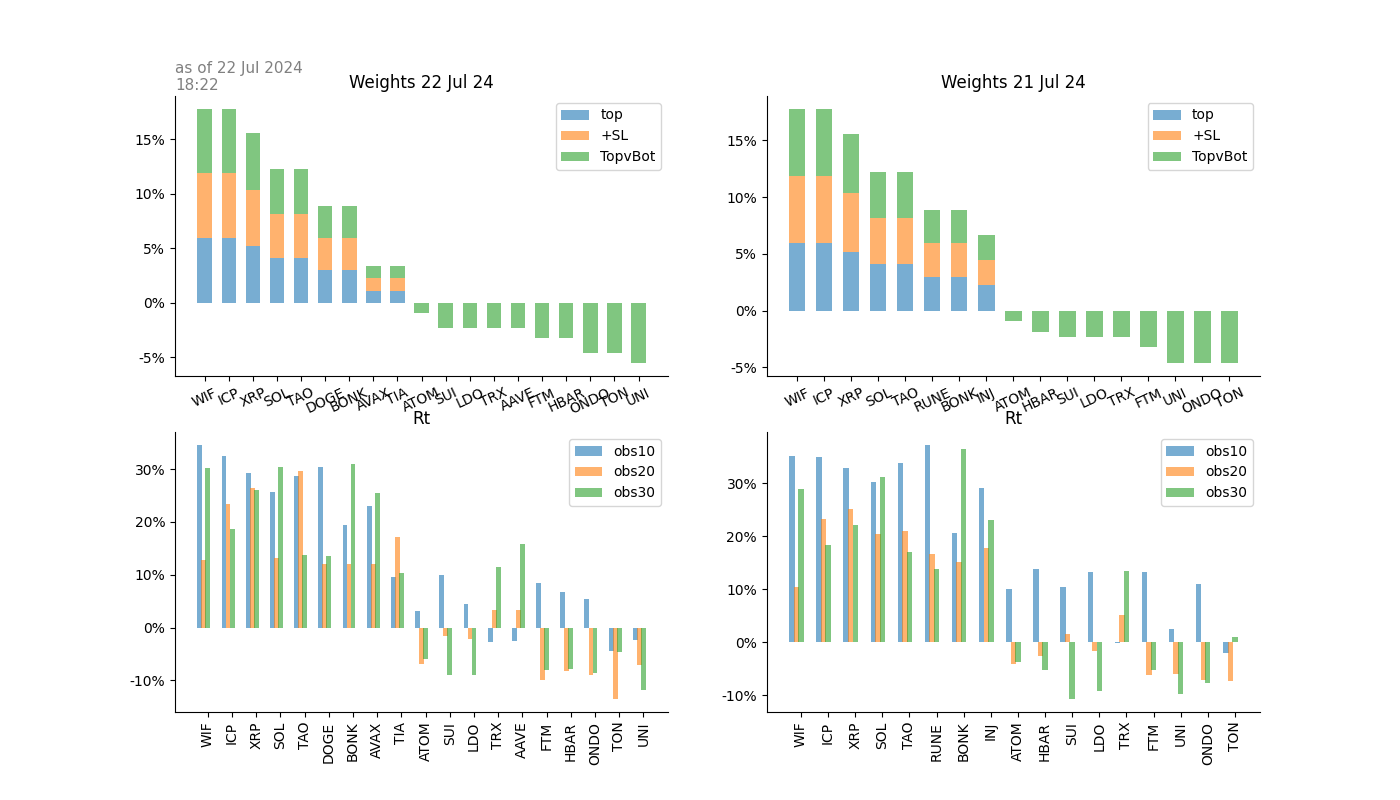 as of 22 Jul 2024
18:22
Weights 22 Jul 24
top
+SL
TopvBot
15%
10%
5%
0%
-5%
WIF ICP XRP SOL TAO DOGE BONK AVAX TIA ATOM SUI LDO TRX AAVE FTM HBAR ONDO TON UNI
Weights 21 Jul 24
top
+SL
TopvBot
15%
10%
5%
0%
-5%
WIF ICP XRP SOL TAO RUNE BONK INJ ATOM HBAR SUI LDO TRX FTM UNI ONDO TON
Rt
obs10
obs20
obs30
30%
20%
10%
0%
-10%
WIF ICP XRP SOL TAO DOGE BONK AVAX TIA ATOM SUI LDO TRX AAVE FTM HBAR ONDO TON UNI
Rt
obs10
obs20
obs30
30%
20%
10%
0%
-10%
WIF ICP XRP SOL TAO RUNE BONK INJ ATOM HBAR SUI LDO TRX FTM UNI ONDO TON